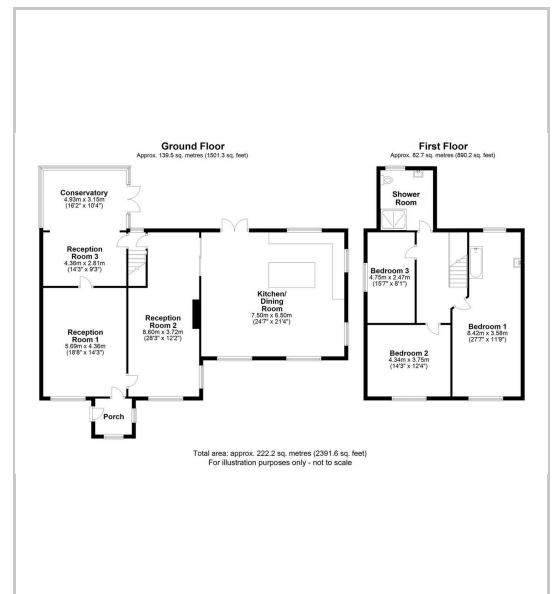 Ground Floor
Approx. 139.5 sq. metres (1501.3 sq. feet)
Conservatory
4.93m x 3.15m
(16'2" x 10'4")
Reception
Room 3
4.36m x 2.81m
(14'3" x 9'3")
Reception
Room 1
5.69m x 4.36m
(18'8" x 14'3")
Reception
Room 2
8.60m x 3.72m
(28'3" x 12'2")
Kitchen/
Dining
Room
7.50m x 6.50m
(24'7" x 21'4")
Porch
First Floor
Approx. 82.7 sq. metres (890.2 sq. feet)
Shower
Room
Bedroom 3
4.75m x 2.47m
(15'7" x 8'1")
Bedroom 2
4.34m x 3.75m
(14'3" x 12'4")
Bedroom 1
8.42m x 3.58m
(27'7" x 11'9")
Total area: approx. 222.2 sq. metres (2391.6 sq. feet)
For illustration purposes only - not to scale